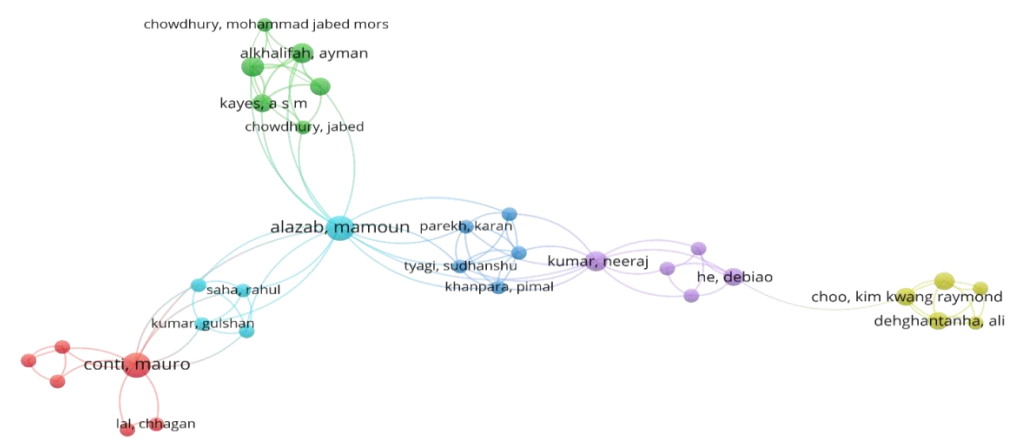 chowdhury, mohammad jabed mors
alkhalifah, ayman
kayes, a s m
chowdhury, jabed
alazab, mamoun
parekh, karan
tyagi, sudhanshu
kumar, neeraj
khanpara, pimal
he, debiao
choo, kim kwang raymond
dehghantanha, ali
saha, rahul
kumar, gulshan
conti, mauro
lal, chhagan